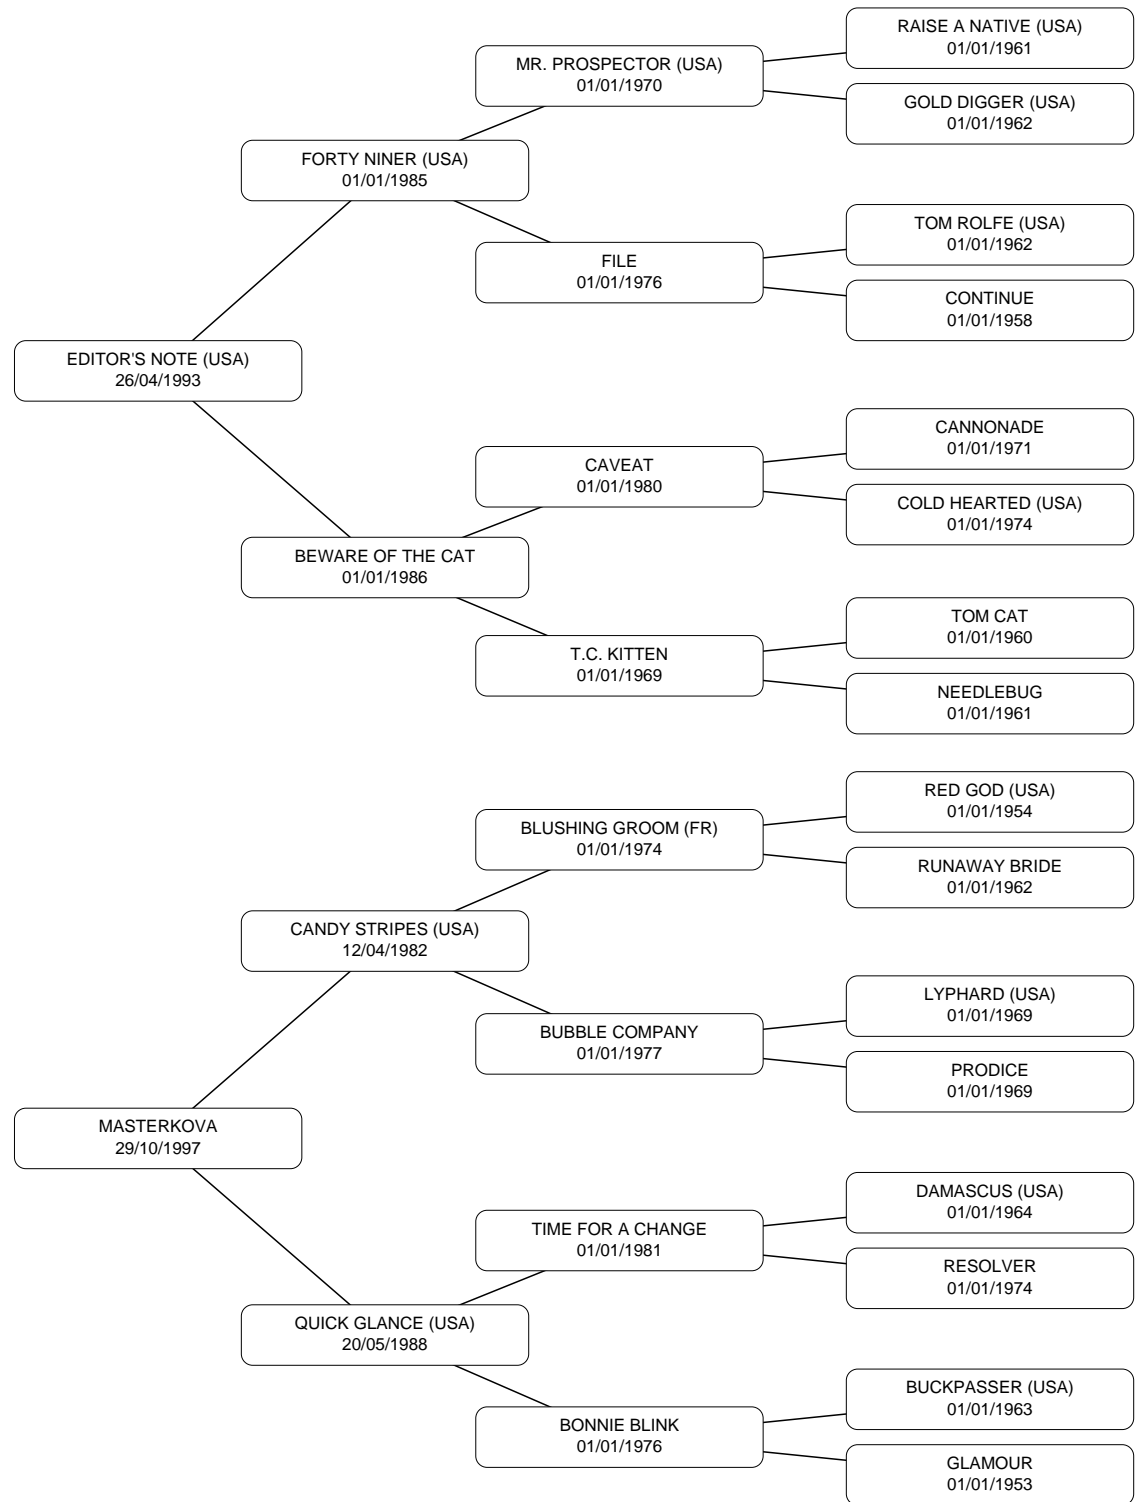 RAISE A NATIVE (USA)
01/01/1961
MR. PROSPECTOR (USA)
01/01/1970
GOLD DIGGER (USA)
01/01/1962
FORTY NINER (USA)
01/01/1985
TOM ROLFE (USA)
01/01/1962
FILE
01/01/1976
CONTINUE
01/01/1958
EDITOR'S NOTE (USA)
26/04/1993
CANNONADE
01/01/1971
CAVEAT
01/01/1980
COLD HEARTED (USA)
01/01/1974
BEWARE OF THE CAT
01/01/1986
TOM CAT
01/01/1960
T.C. KITTEN
01/01/1969
NEEDLEBUG
01/01/1961
RED GOD (USA)
01/01/1954
BLUSHING GROOM (FR)
01/01/1974
RUNAWAY BRIDE
01/01/1962
CANDY STRIPES (USA)
12/04/1982
LYPHARD (USA)
01/01/1969
BUBBLE COMPANY
01/01/1977
PRODICE
01/01/1969
MASTERKOVA
29/10/1997
DAMASCUS (USA)
01/01/1964
TIME FOR A CHANGE
01/01/1981
RESOLVER
01/01/1974
QUICK GLANCE (USA)
20/05/1988
BUCKPASSER (USA)
01/01/1963
BONNIE BLINK
01/01/1976
GLAMOUR
01/01/1953